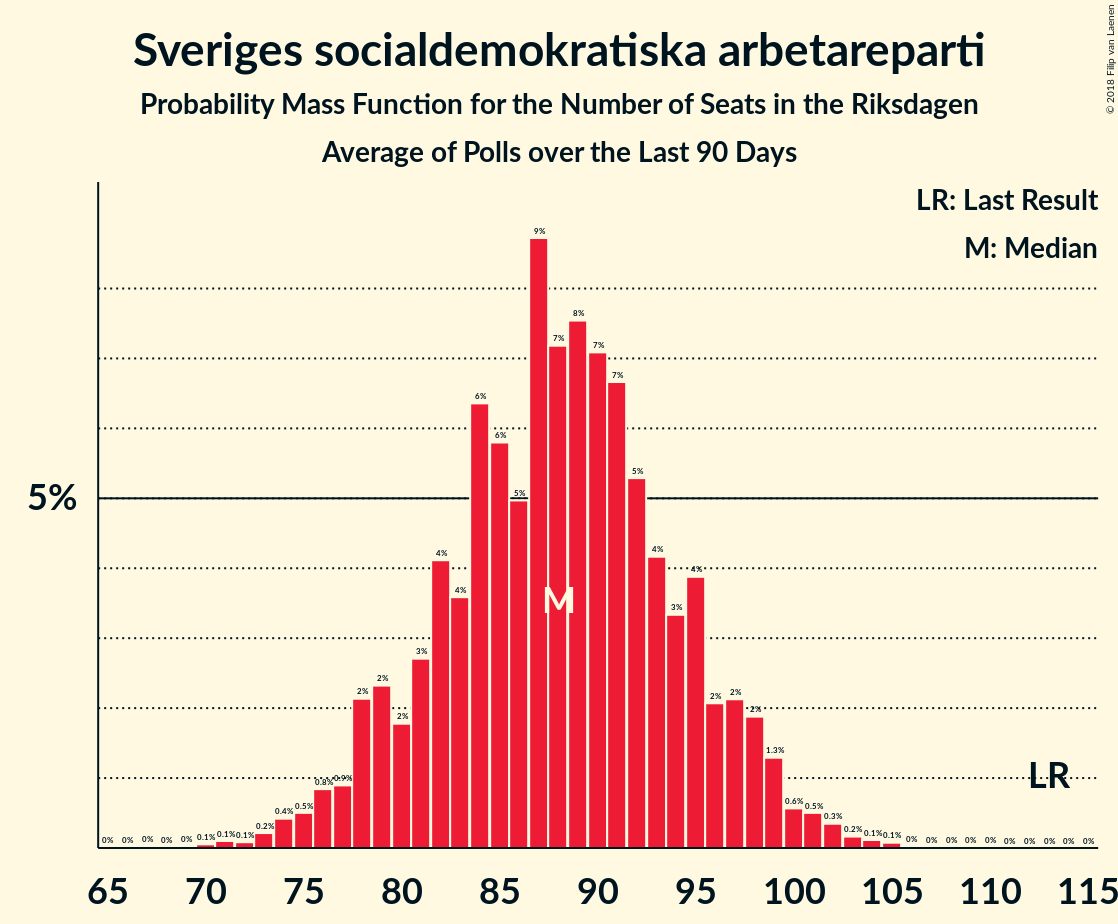 Sveriges socialdemokratiska arbetareparti
Probability Mass Function for the Number of Seats in the Riksdagen
Average of Polls over the Last 90 Days
© 2018 Filip van Laenen
LR: Last Result
M: Median
5%
0% 0% 0% 0% 0% 0.1% 0.1% 0.1% 0.2% 0.4% 0.5% 0.8% 0.9% 2% 2% 2% 3% 4% 4% 6% 6% 5% 9% 7% 8% 7% 7% 5% 4% 3% 4% 2% 2% 2% 1.3% 0.6% 0.5% 0.3% 0.2% 0.1% 0.1% 0% 0% 0% 0% 0% 0% 0% 0% 0% 0%
M
LR
65 70 75 80 85 90 95 100 105 110 115